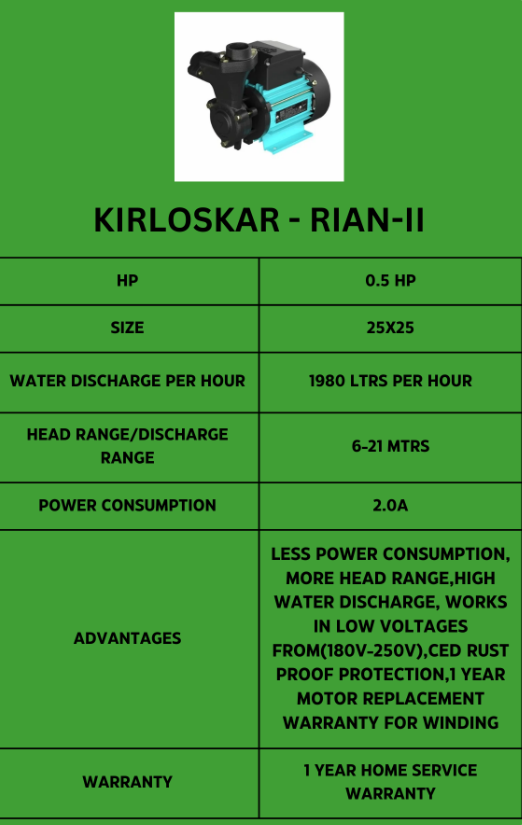 KIRLOSKAR - RIAN-II
HP
0.5 HP
SIZE
25X25
WATER DISCHARGE PER HOUR
1980 LTRS PER HOUR
HEAD RANGE/DISCHARGE
RANGE
6-21 MTRS
POWER CONSUMPTION
2.0A
ADVANTAGES
LESS POWER CONSUMPTION,
MORE HEAD RANGE,HIGH
WATER DISCHARGE, WORKS
IN LOW VOLTAGES
FROM(180V-250V),CED RUST
PROOF PROTECTION,1 YEAR
MOTOR REPLACEMENT
WARRANTY FOR WINDING
WARRANTY
1 YEAR HOME SERVICE
WARRANTY